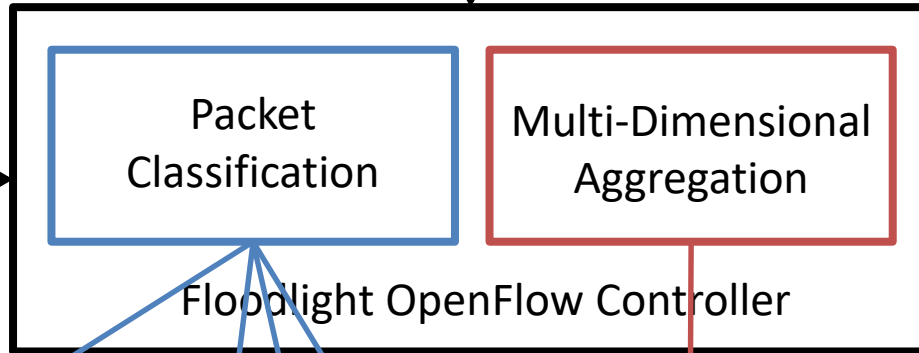 Packet
Classification
Multi-Dimensional
Aggregation
Floodlight OpenFlow Controller